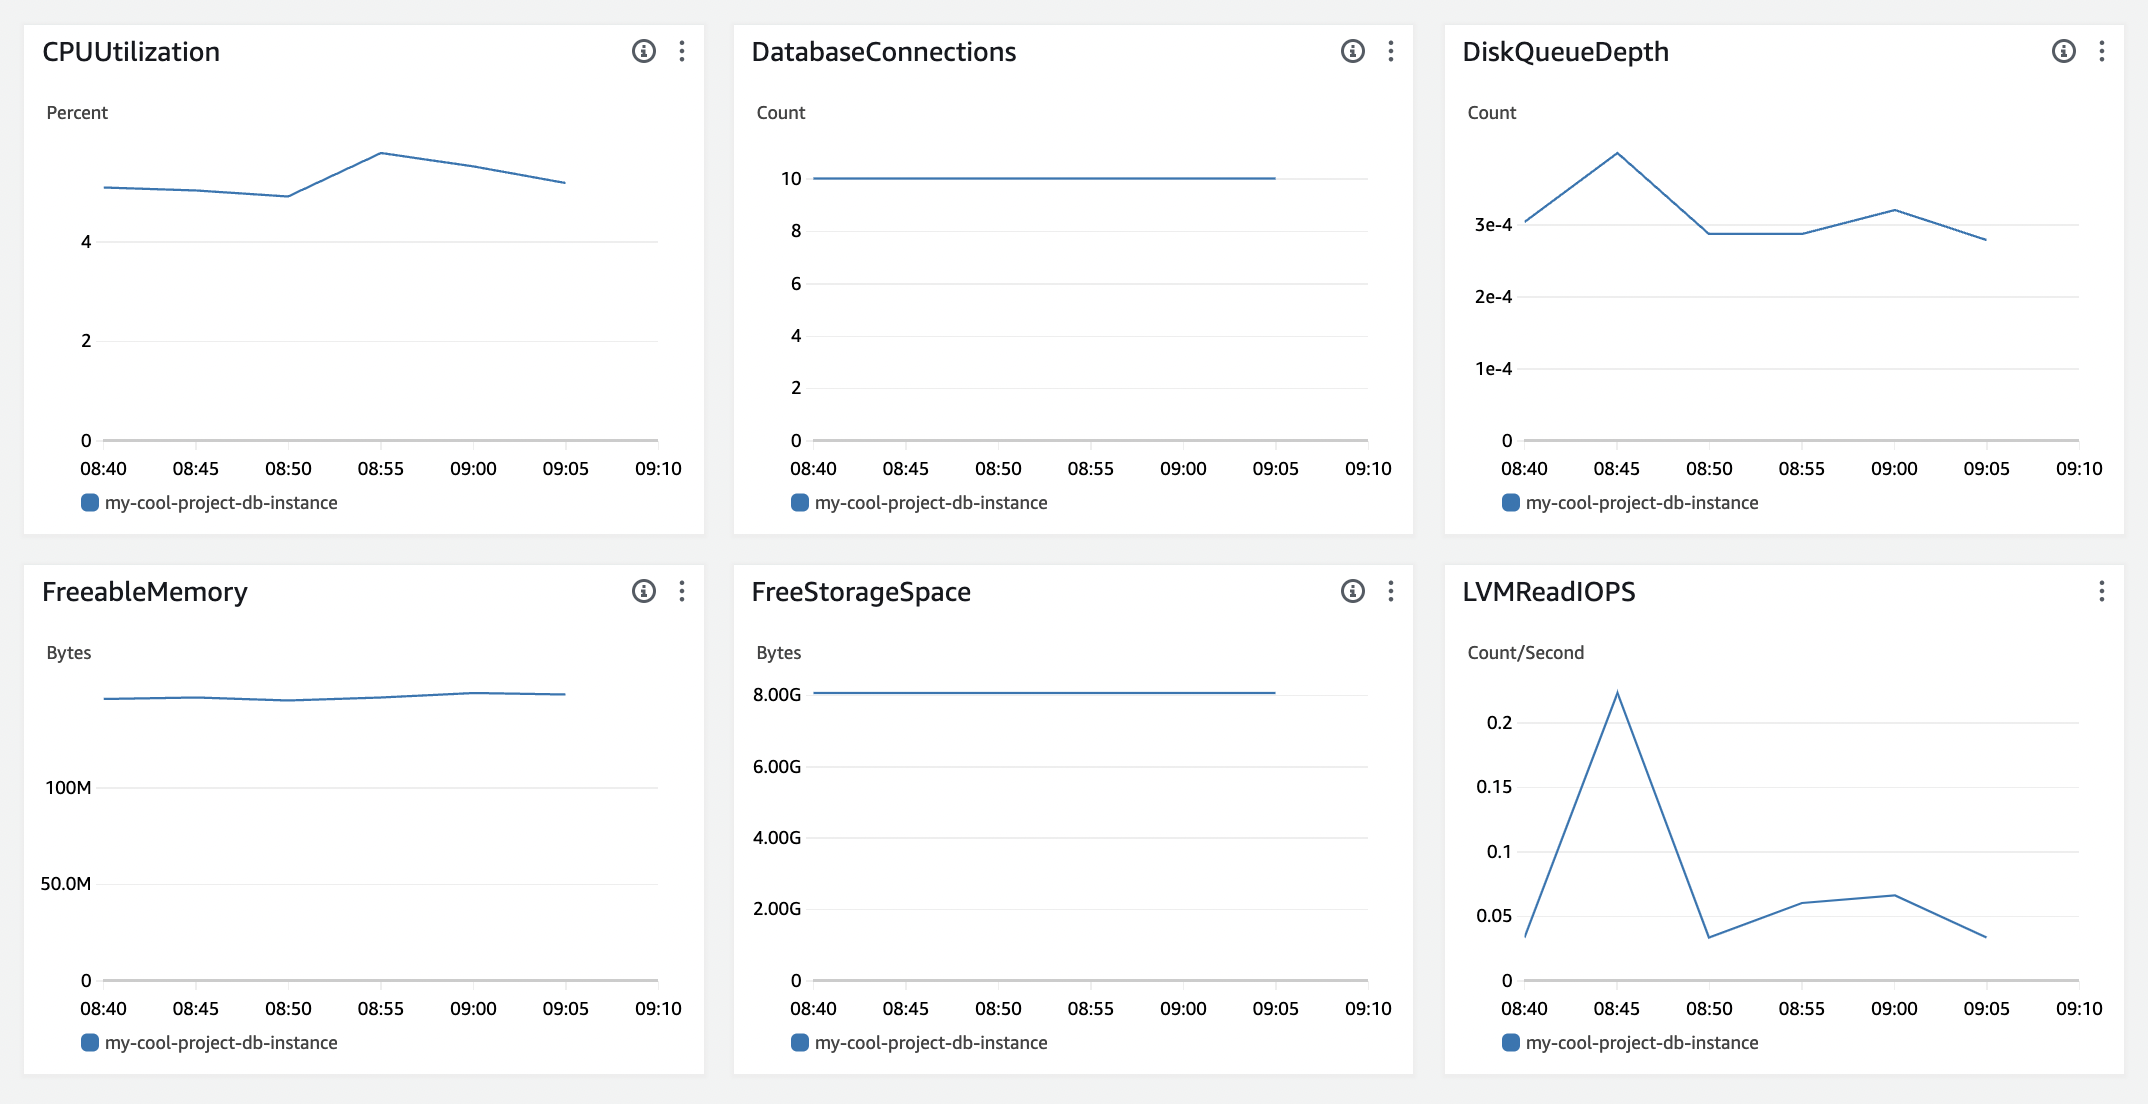 CPUUtilization
Percent
4
2
0
08:40 08:45 08:50 08:55 09:00 09:05 09:10
my-cool-project-db-instance
DatabaseConnections
Count
10
8
6
4
2
0
08:40 08:45 08:50 08:55 09:00 09:05 09:10
my-cool-project-db-instance
DiskQueueDepth
Count
3e-4
2e-4
1e-4
0
08:40 08:45 08:50 08:55 09:00 09:05 09:10
my-cool-project-db-instance
FreeableMemory
Bytes
100M
50.0M
0
08:40 08:45 08:50 08:55 09:00 09:05 09:10
my-cool-project-db-instance
FreeStorageSpace
Bytes
8.00G
6.00G
4.00G
2.00G
0
08:40 08:45 08:50 08:55 09:00 09:05 09:10
my-cool-project-db-instance
LVMReadIOPS
Count/Second
0.2
0.15
0.1
0.05
0
08:40 08:45 08:50 08:55 09:00 09:05 09:10
my-cool-project-db-instance